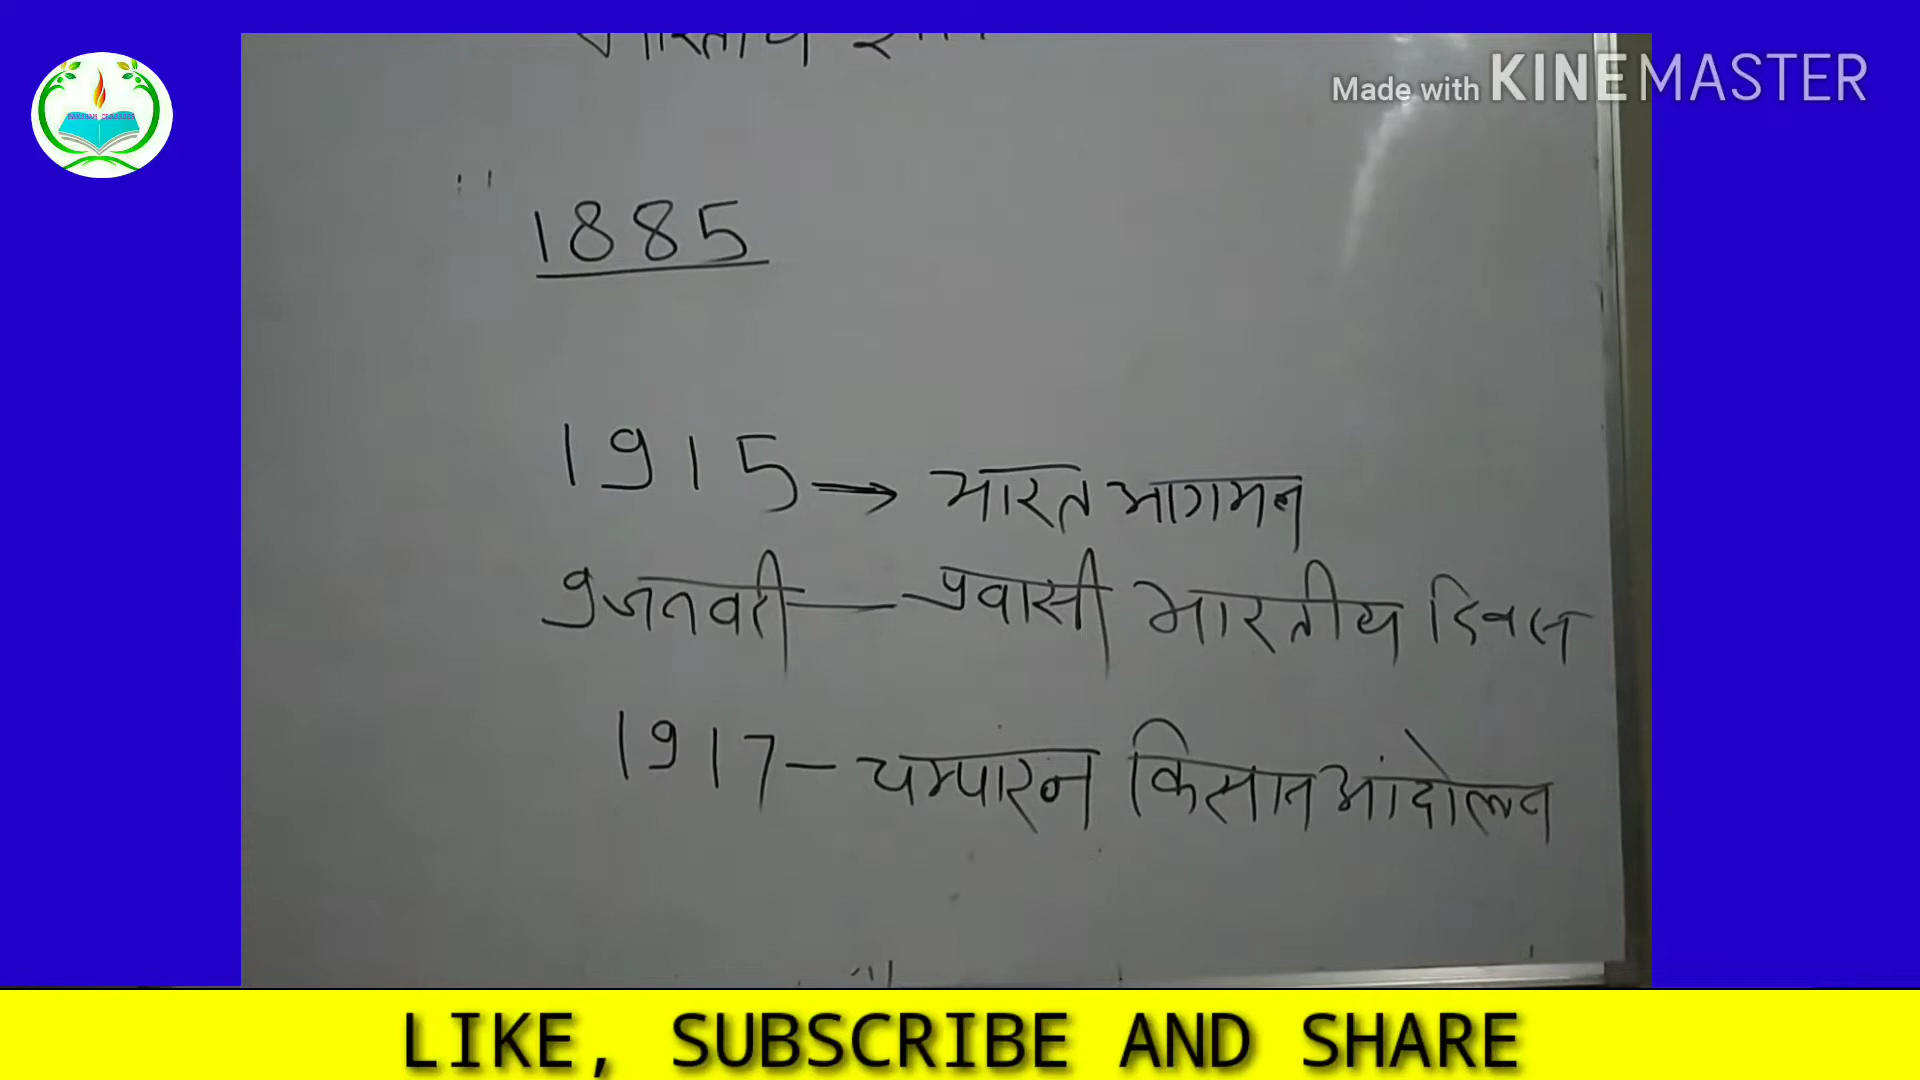 Made with KINEMASTER
भारतीय
1885
1915 → भारत आगमन
9 जनवरी — प्रवासी भारतीय दिवस
1917 – चम्पारन किसान आंदोलन
LIKE, SUBSCRIBE AND SHARE